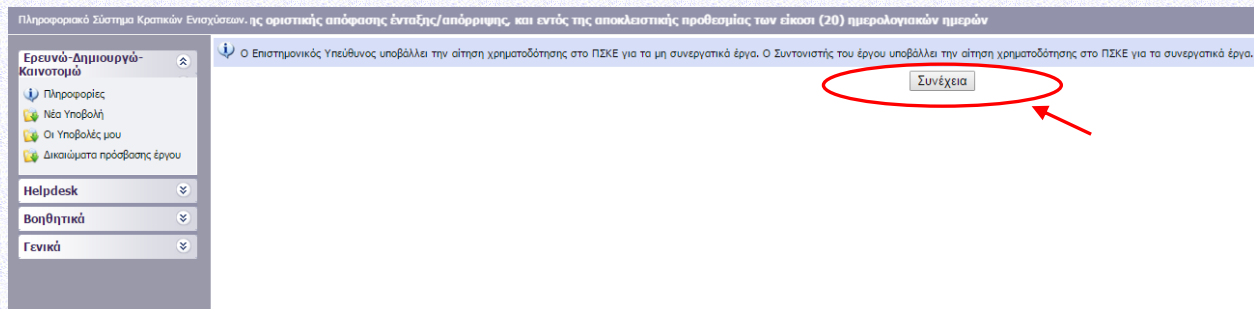 Πληροφοριακό Σύστημα Κρατικών Ενισχύσεων. ης οριστικής απόφασης ένταξης/απόρριψης, και εντός της αποκλειστικής προθεσμίας των είκοσι (20) ημερολογιακών ημερών
Ερευνώ-Δημιουργώ-
Καινοτομώ
Πληροφορίες
Νέα Υποβολή
Οι Υποβολές μου
Δικαιώματα πρόσβασης έργου
Helpdesk
Βοηθητικά
Γενικά
Ο Επιστημονικός Υπεύθυνος υποβάλλει την αίτηση χρηματοδότησης στο ΠΣΚΕ για τα μη συνεργατικά έργα. Ο Συντονιστής του έργου υποβάλλει την αίτηση χρηματοδότησης στο ΠΣΚΕ για τα συνεργατικά έργα.
Συνέχεια